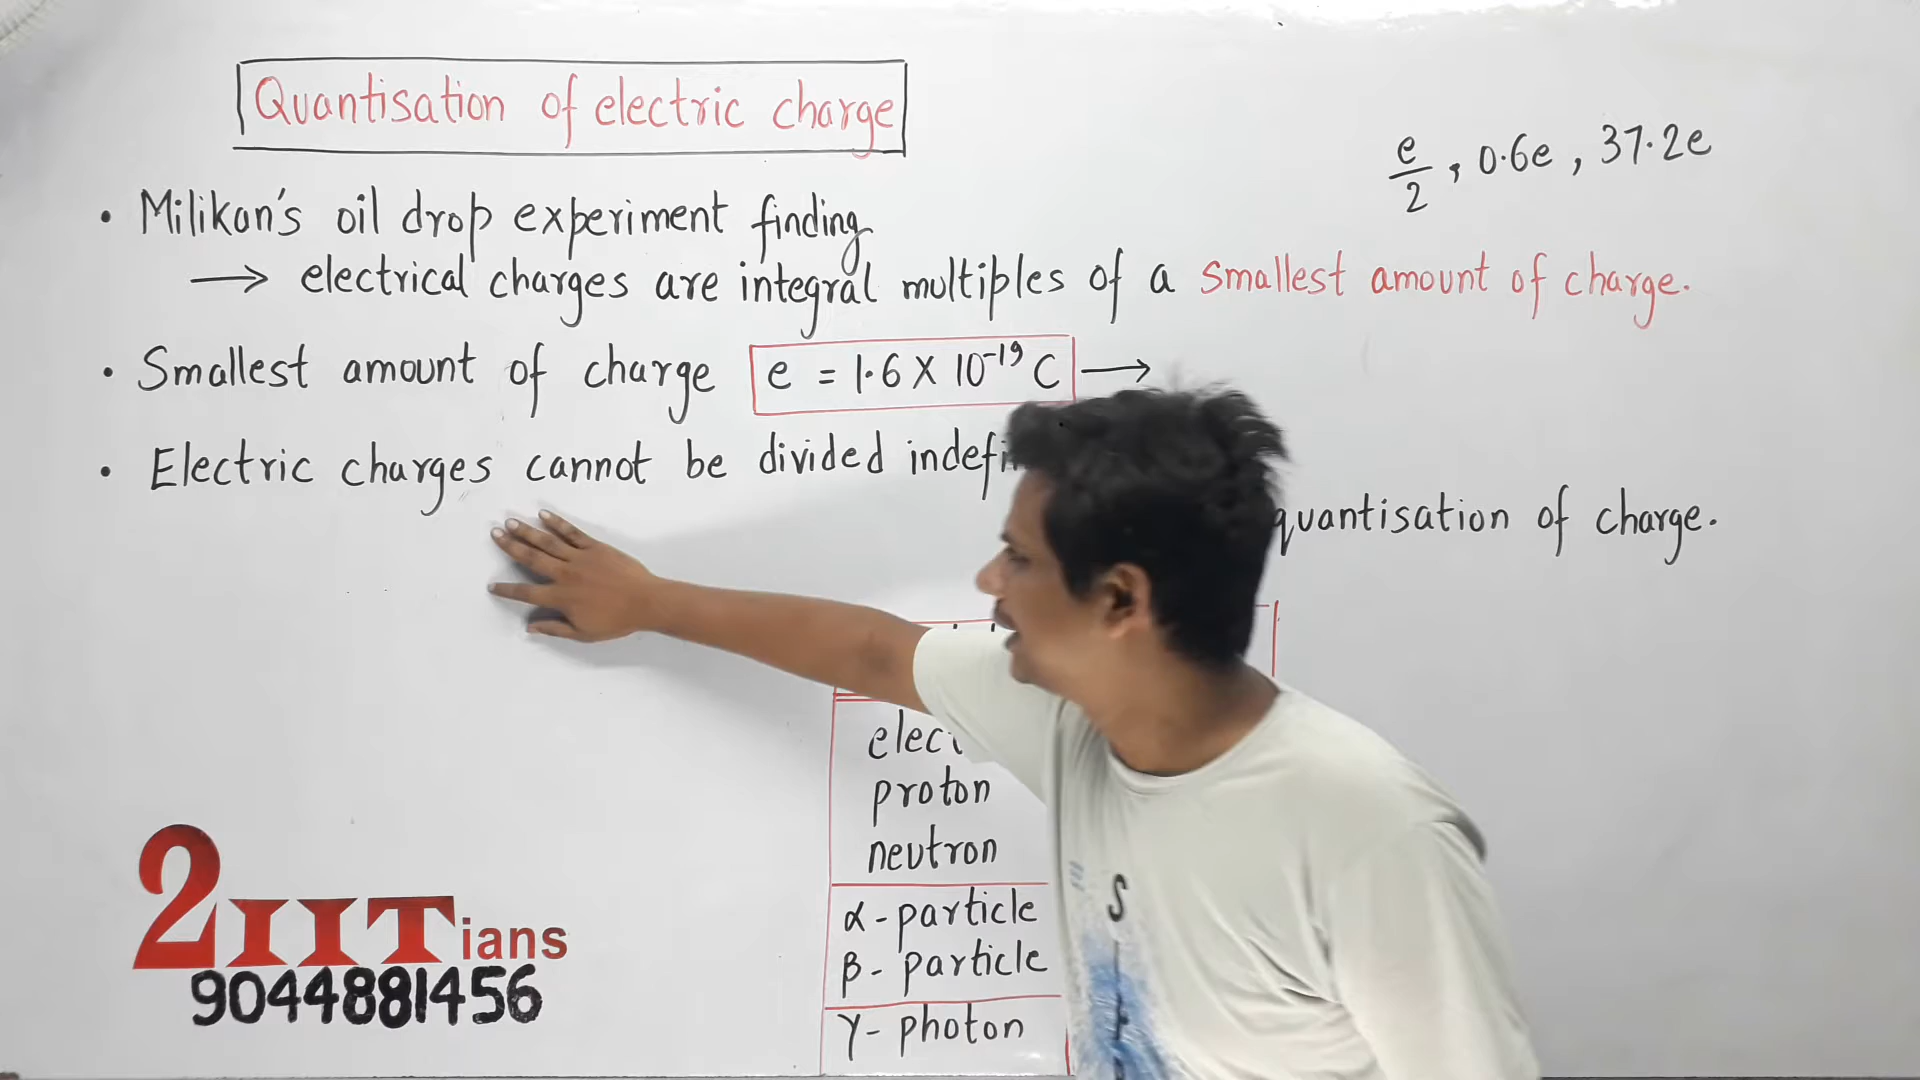 Quantisation of electric charge
e/2, 0.6e, 37.2e
• Milikan's oil drop experiment finding
→ electrical charges are integral multiples of a smallest amount of charge.
• Smallest amount of charge e = 1.6 X 10⁻¹⁹ C →
• Electric charges cannot be divided
quantisation of charge.
proton
neutron
α - particle
β - particle
γ - photon
2IITians
9044881456